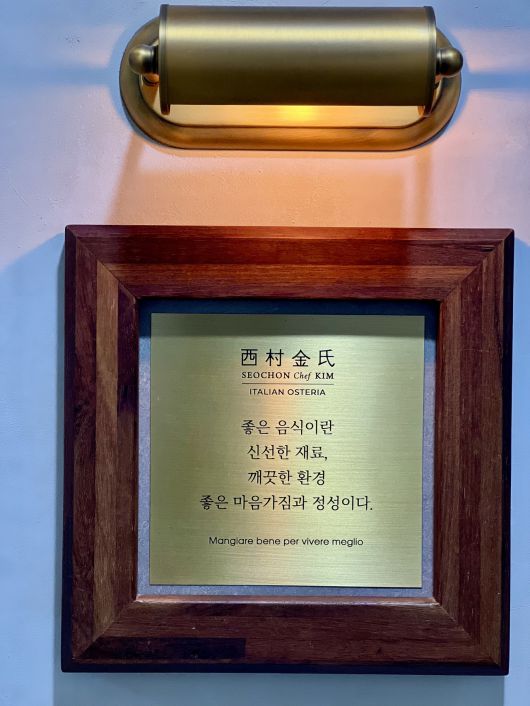 西村金氏
SEOCHON Chef KIM
ITALIAN OSTERIA
좋은 음식이란
신선한 재료,
깨끗한 환경
좋은 마음가짐과 정성이다.
Mangiare bene per vivere meglio